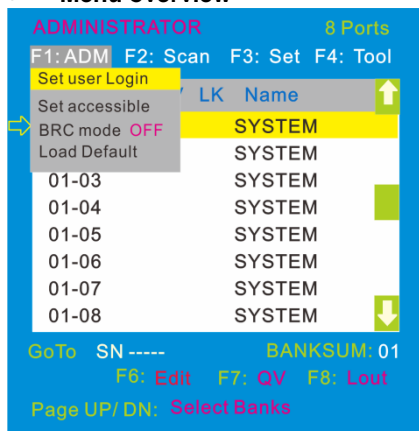 Menu overview
ADMINISTRATOR 8 Ports
F1: ADM F2: Scan F3: Set F4: Tool
Set user Login
LK Name
Set accessible
BRC mode OFF SYSTEM
Load Default SYSTEM
01-03 SYSTEM
01-04 SYSTEM
01-05 SYSTEM
01-06 SYSTEM
01-07 SYSTEM
01-08 SYSTEM
GoTo SN ----- BANKSUM: 01
F6: Edit F7: QV F8: Lout
Page UP/ DN: Select Banks